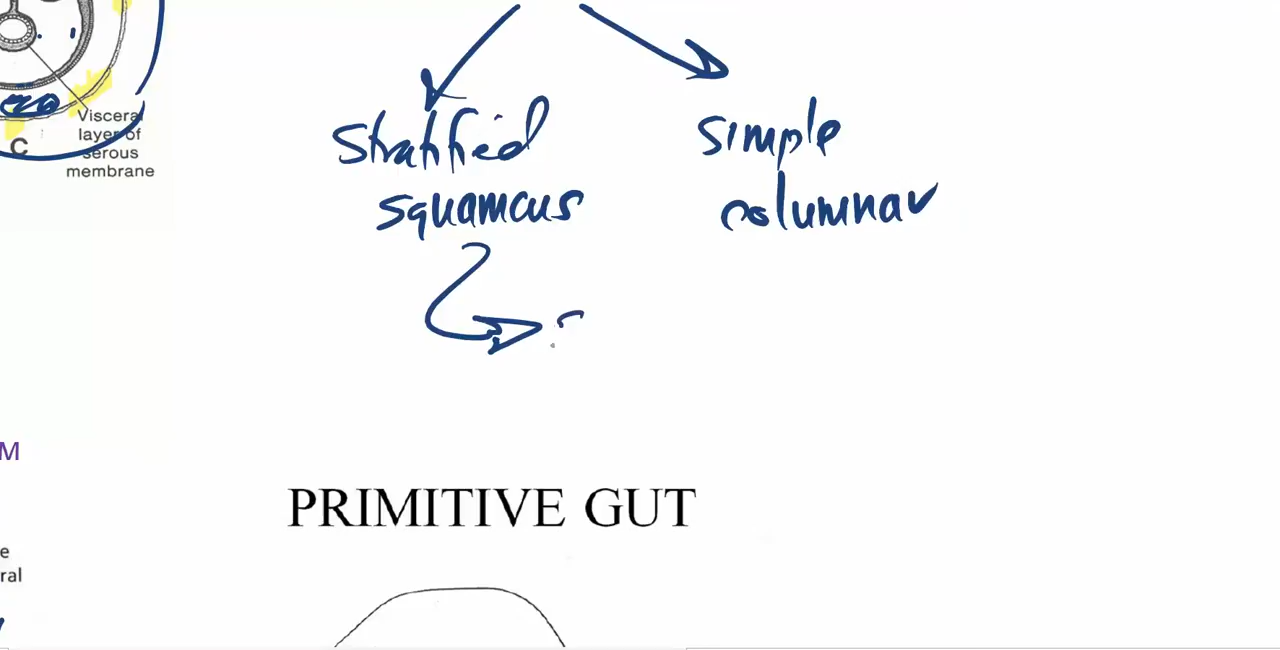 Visceral
layer of
C
serous
membrane
Stratified
squamous
simple
columnar
M
PRIMITIVE GUT
e
ral